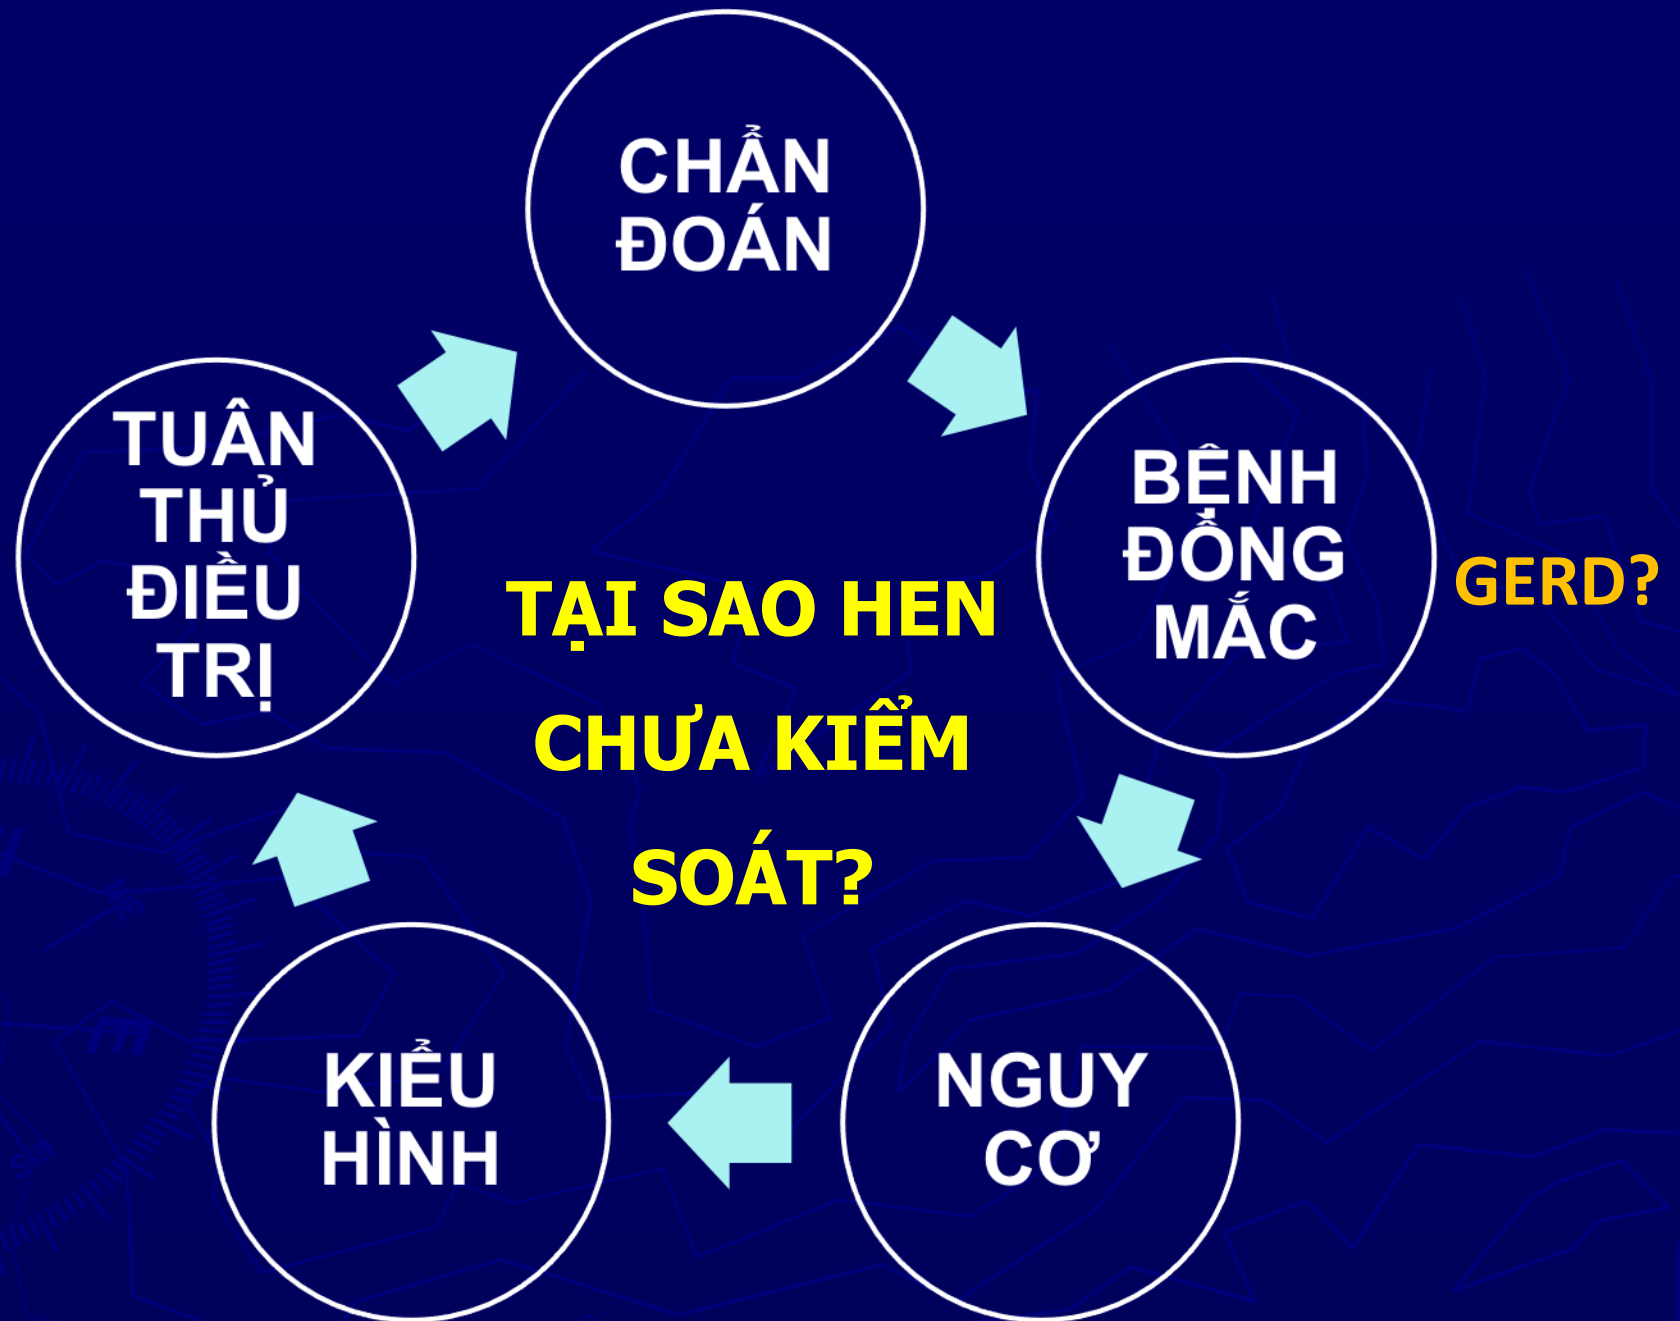 CHẨN
ĐOÁN
BỆNH
ĐỒNG
MẮC
GERD?
NGUY
CƠ
KIỂU
HÌNH
TUÂN
THỦ
ĐIỀU
TRỊ
TẠI SAO HEN
CHƯA KIỂM
SOÁT?